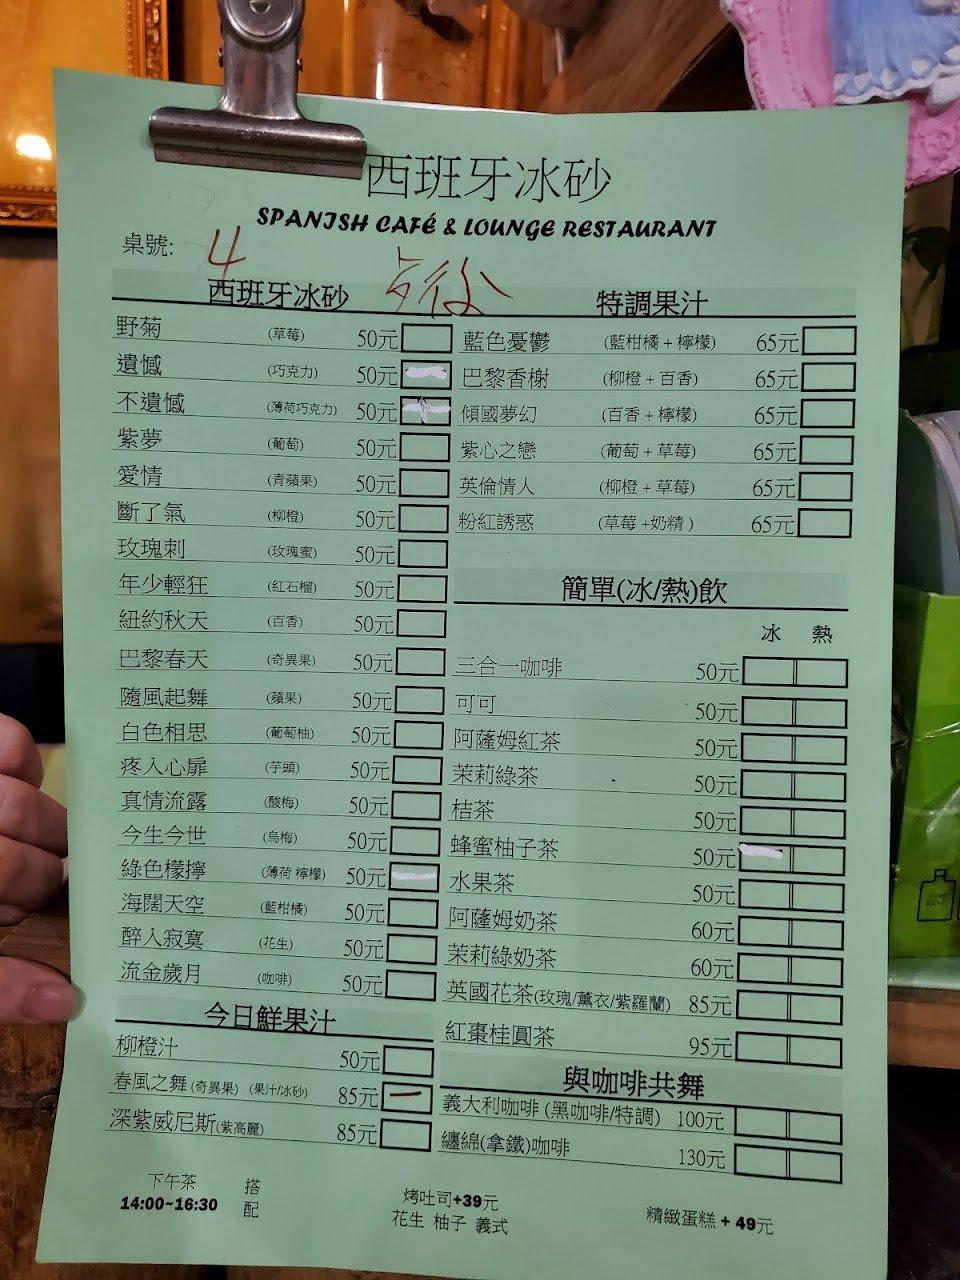 西班牙冰砂
SPANISH CAFÉ & LOUNGE RESTAURANT
桌號: 4
西班牙冰砂
野菊 (草莓) 50元
遺憾 (巧克力) 50元
不遺憾 (薄荷巧克力) 50元
紫夢 (葡萄) 50元
愛情 (青蘋果) 50元
斷了氣 (柳橙) 50元
玫瑰刺 (玫瑰蜜) 50元
年少輕狂 (紅石榴) 50元
紐約秋天 (百香) 50元
巴黎春天 (奇異果) 50元
隨風起舞 (蘋果) 50元
白色相思 (葡萄柚) 50元
疼入心扉 (芋頭) 50元
真情流露 (酸梅) 50元
今生今世 (烏梅) 50元
綠色檬擰 (薄荷 檸檬) 50元
海闊天空 (藍柑橘) 50元
醉入寂寞 (花生) 50元
流金歲月 (咖啡) 50元
今日鮮果汁
柳橙汁 50元
春風之舞 (奇異果) (果汁/冰砂) 85元
深紫威尼斯(紫高麗) 85元
特調果汁
藍色憂鬱 (藍柑橘 + 檸檬) 65元
巴黎香榭 (柳橙 + 百香) 65元
傾國夢幻 (百香 + 檸檬) 65元
紫心之戀 (葡萄 + 草莓) 65元
英倫情人 (柳橙 + 草莓) 65元
粉紅誘惑 (草莓 +奶精 ) 65元
簡單(冰/熱)飲
冰 熱
三合一咖啡 50元
可可 50元
阿薩姆紅茶 50元
茉莉綠茶 50元
桔茶 50元
蜂蜜柚子茶 50元
水果茶 50元
阿薩姆奶茶 60元
茉莉綠奶茶 60元
英國花茶(玫瑰/薰衣/紫羅蘭) 85元
紅棗桂圓茶 95元
與咖啡共舞
義大利咖啡 (黑咖啡/特調) 100元
纏綿(拿鐵)咖啡 130元
下午茶
14:00~16:30
搭
配
烤吐司+39元
花生 柚子 義式
精緻蛋糕 + 49元